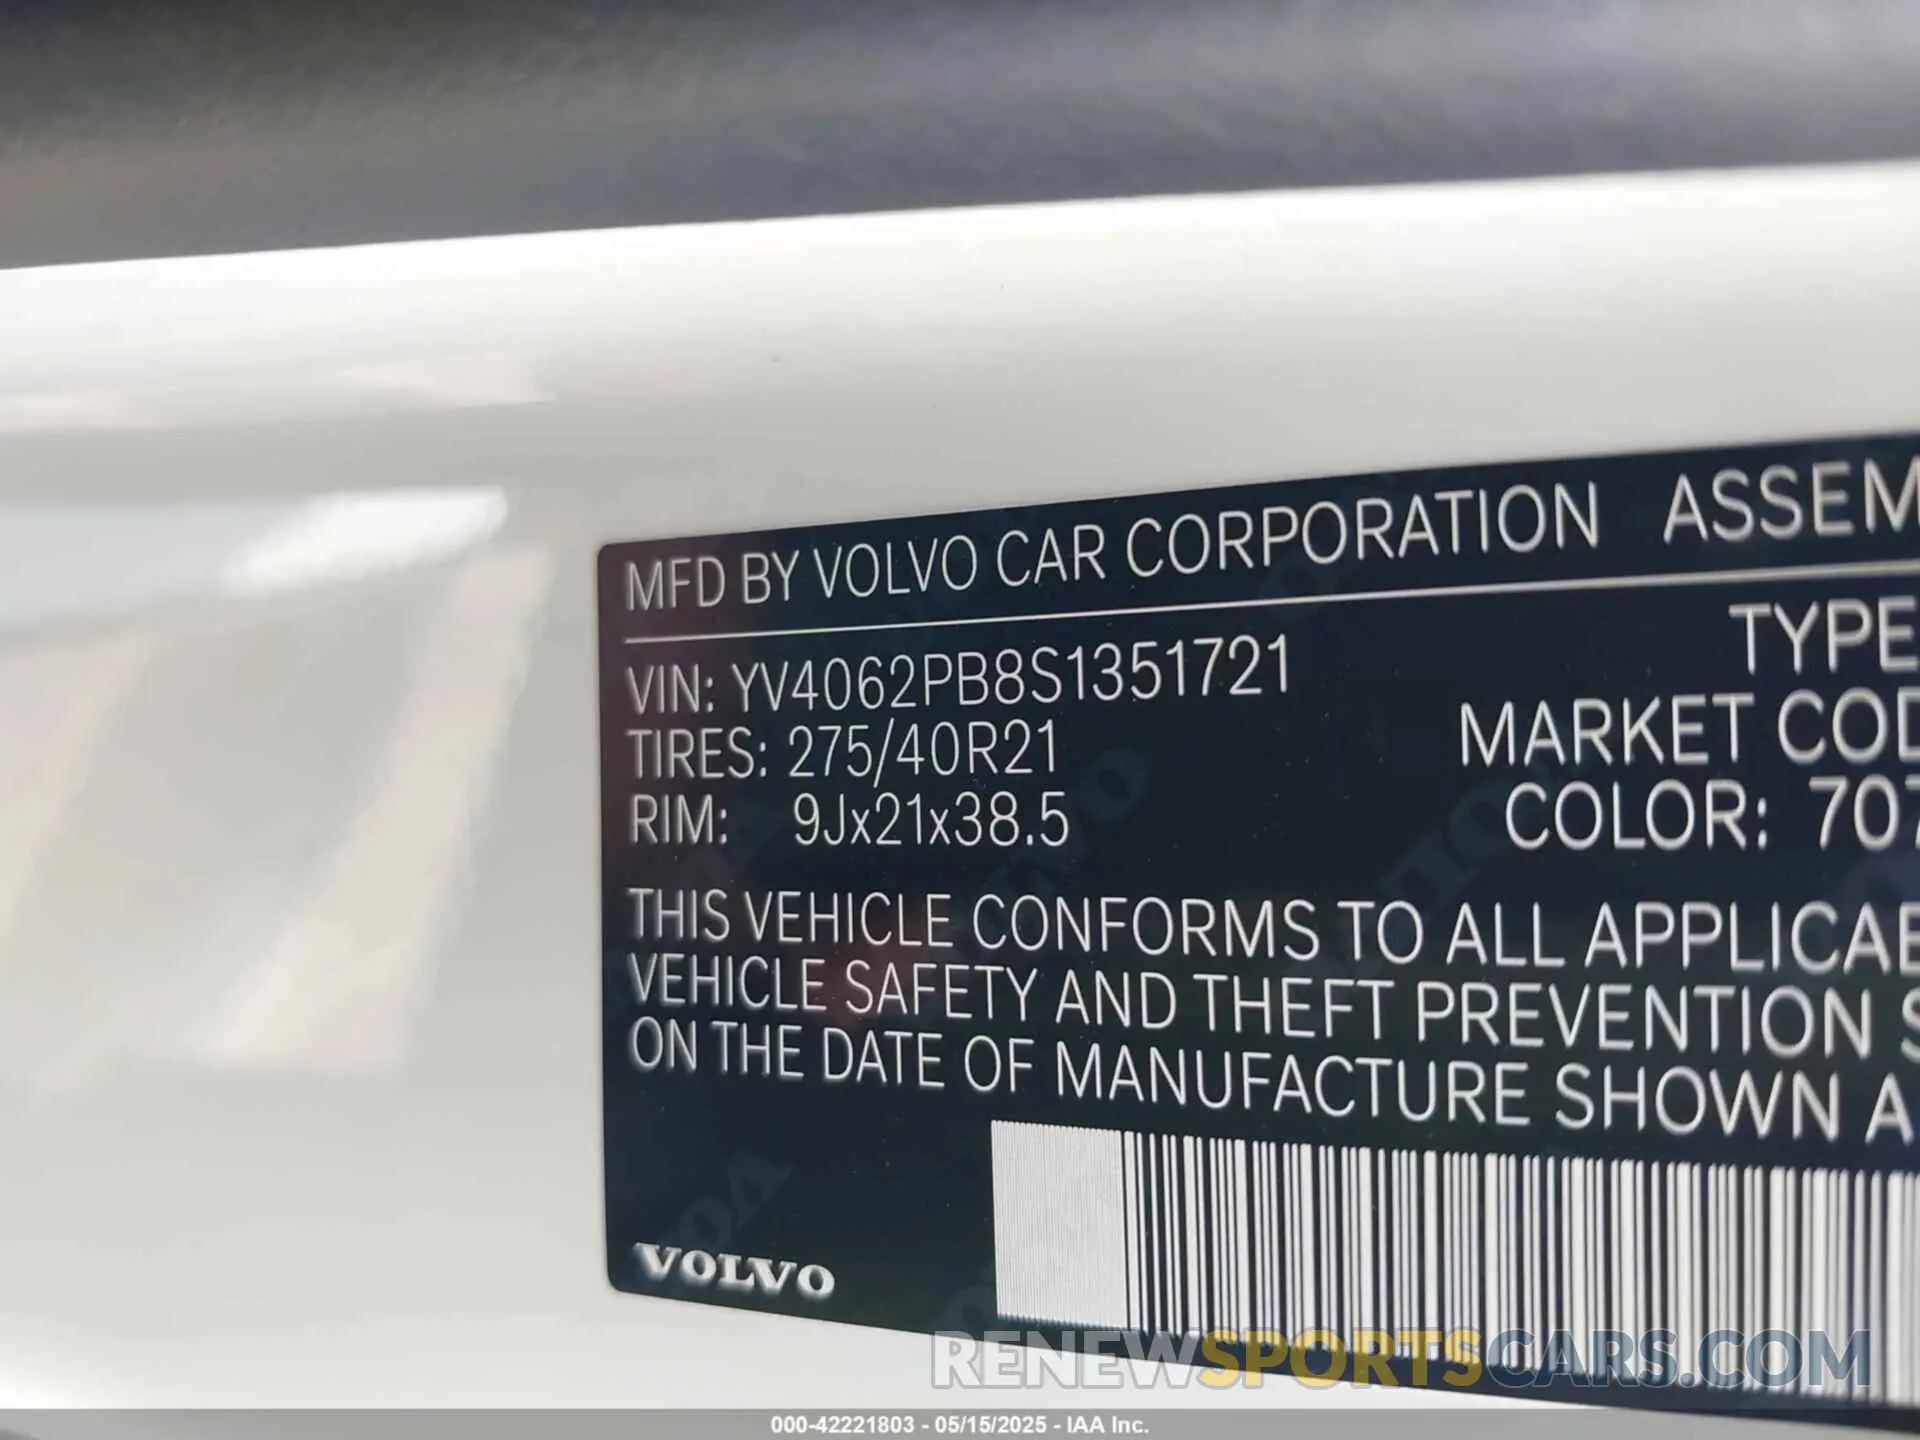 MFD BY VOLVO CAR CORPORATION ASSEM
VIN: YV4062PB8S1351721
TYPE
TIRES: 275/40R21
MARKET COD
RIM: 9Jx21x38.5
COLOR: 707
THIS VEHICLE CONFORMS TO ALL APPLICAB
VEHICLE SAFETY AND THEFT PREVENTION S
ON THE DATE OF MANUFACTURE SHOWN A
VOLVO
RENEWSPORTSCARS.COM
000-42221803 - 05/15/2025 - IAA Inc.